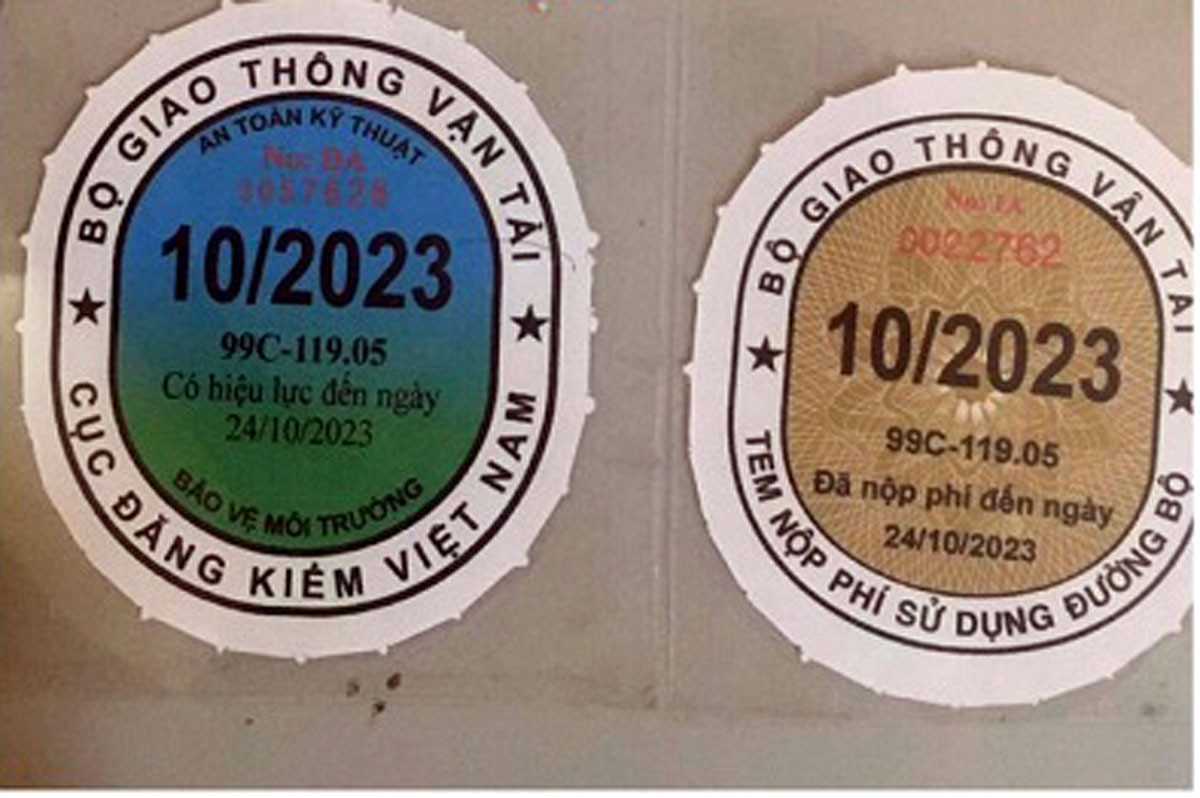 BỘ GIAO THÔNG VẬN TẢI
AN TOÀN KỸ THUẬT
No: ĐA
0087628
10/2023
99C-119.05
Có hiệu lực đến ngày
24/10/2023
BẢO VỆ MÔI TRƯỜNG
CỤC ĐĂNG KIỂM VIỆT NAM
BỘ GIAO THÔNG VẬN TẢI
0022762
10/2023
99C-119.05
Đã nộp phí đến ngày
24/10/2023
TEM NỘP PHÍ SỬ DỤNG ĐƯỜNG BỘ